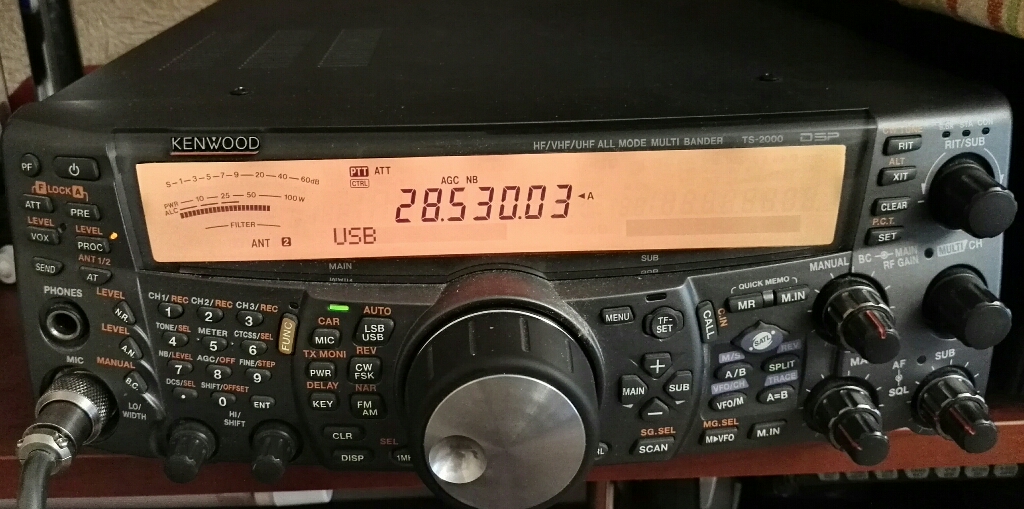 KENWOOD
HF/VHF/UHF ALL MODE MULTI BANDER TS-2000 DSP
S-1-3-5-7-9-20-40-60dB
PWR 10 25 50 100 W
ALC
FILTER
ANT 2
PTT ATT
CTRL
AGC NB
28.530.03 ◄A
USB
MAIN
SUB
PF
F LOCK A
ATT PRE
LEVEL
VOX
LEVEL
PROC
ANT 1/2
SEND AT
PHONES
LEVEL
N.R.
LEVEL
A.N.
MIC
MANUAL
B.C.
LO/
WIDTH
HI/
SHIFT
CH1/REC CH2/REC CH3/REC
1 2 3
TONE/SEL METER CTCSS/SEL
4 5 6
NB/LEVEL AGC/OFF FINE/STEP
7 8 9
DCS/SEL SHIFT/OFFSET
. 0 ENT
FUNC
CAR
MIC
AUTO
LSB
USB
TX MONI
PWR
REV
CW
FSK
DELAY
KEY
NAR
FM
AM
CLR
SEL
DISP
MENU
TF-
SET
MAIN + SUB
−
SG.SEL
SCAN
CALL
C.IN
QUICK MEMO
MR M.IN
SATL
M/S
A/B
REV
SPLIT
VFD/CH
VFO/M
TRACE
A=B
MG.SEL
M▶VFO
M.IN
RIT
ALT
XIT
CLEAR
P.C.T.
SET
RIT/SUB
MANUAL BC
MAIN
RF GAIN
MULTI/CH
AF
SQL
SUB